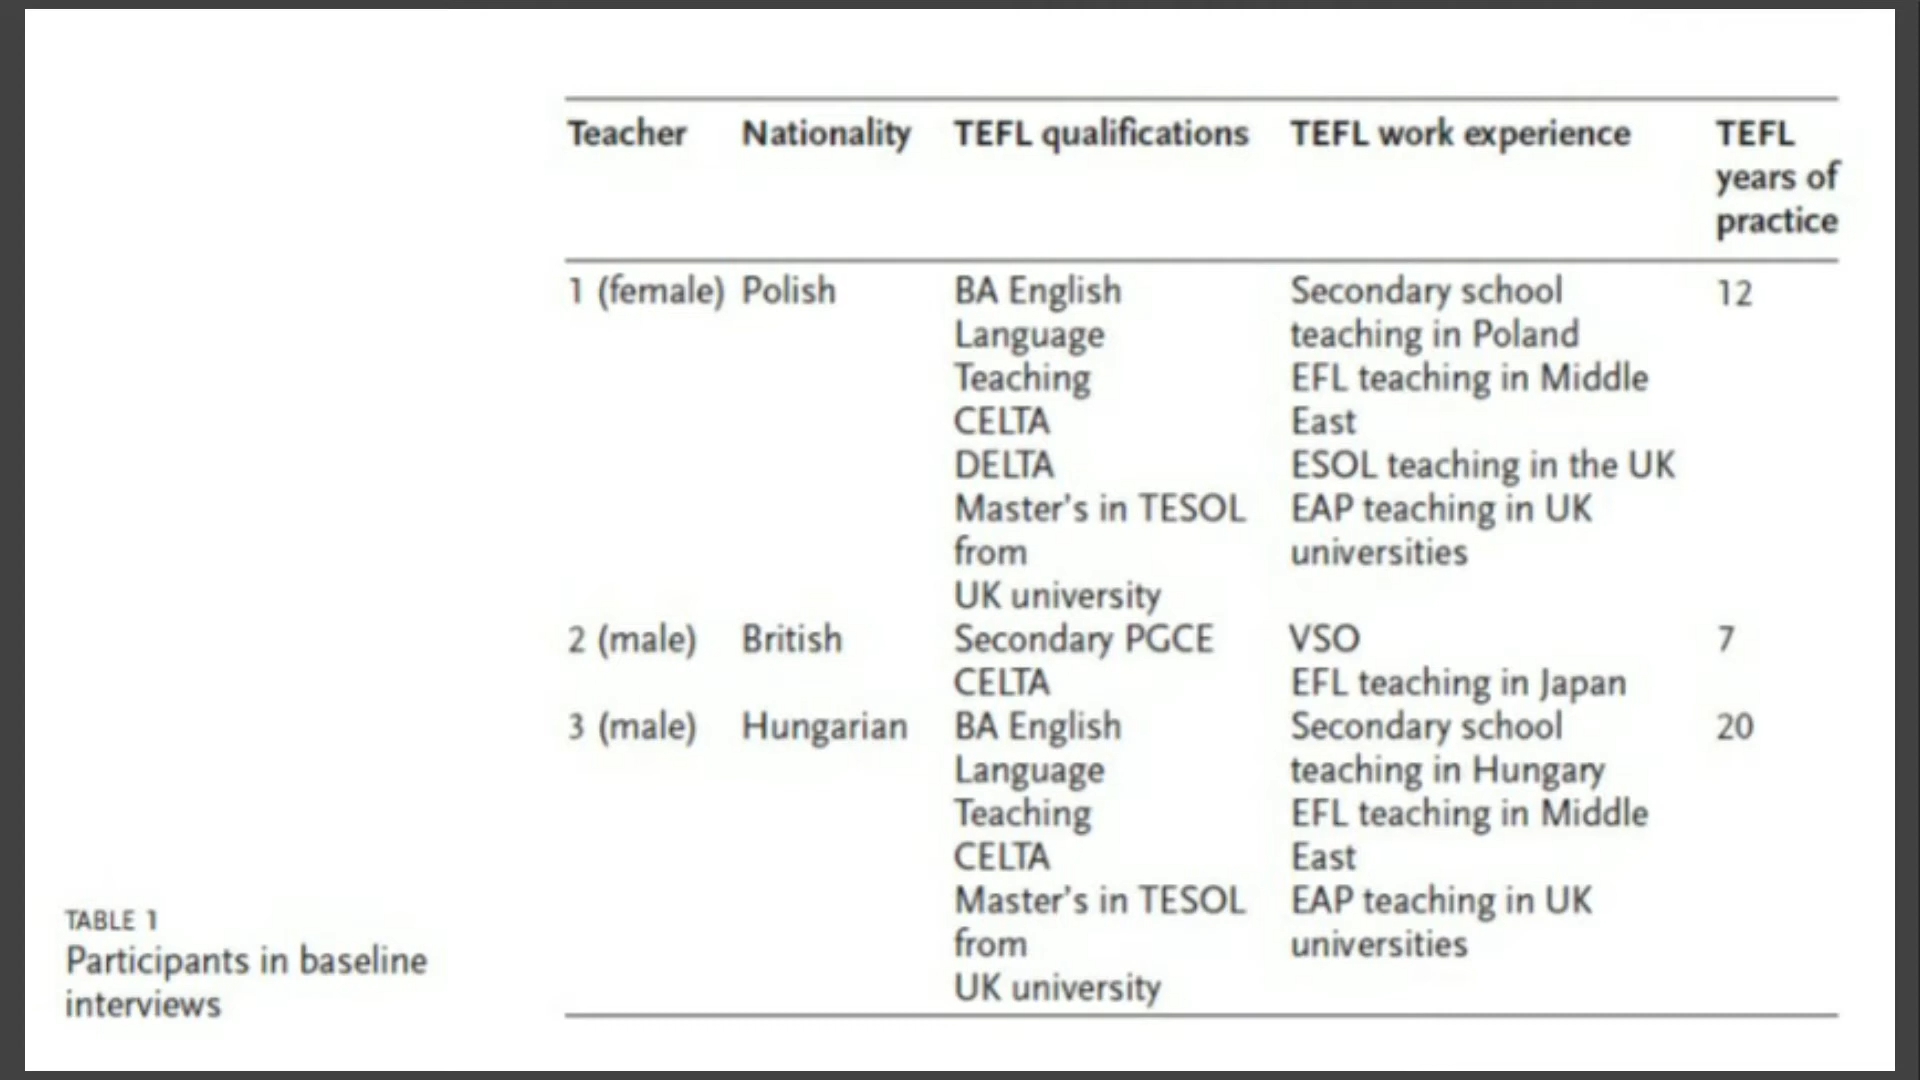 Teacher Nationality TEFL qualifications TEFL work experience TEFL
years of
practice
1 (female) Polish BA English Secondary school 12
Language teaching in Poland
Teaching EFL teaching in Middle
CELTA East
DELTA ESOL teaching in the UK
Master's in TESOL EAP teaching in UK
from universities
UK university
2 (male) British Secondary PGCE VSO 7
CELTA EFL teaching in Japan
3 (male) Hungarian BA English Secondary school 20
Language teaching in Hungary
Teaching EFL teaching in Middle
CELTA East
Master's in TESOL EAP teaching in UK
from universities
UK university
TABLE 1
Participants in baseline
interviews